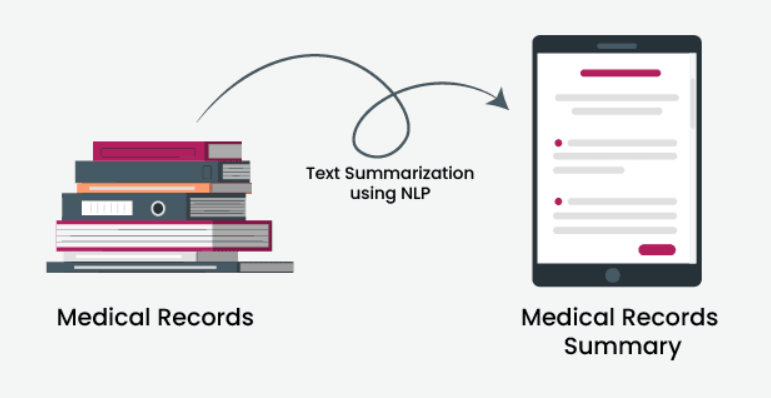 Text Summarization
using NLP
Medical Records
Medical Records
Summary